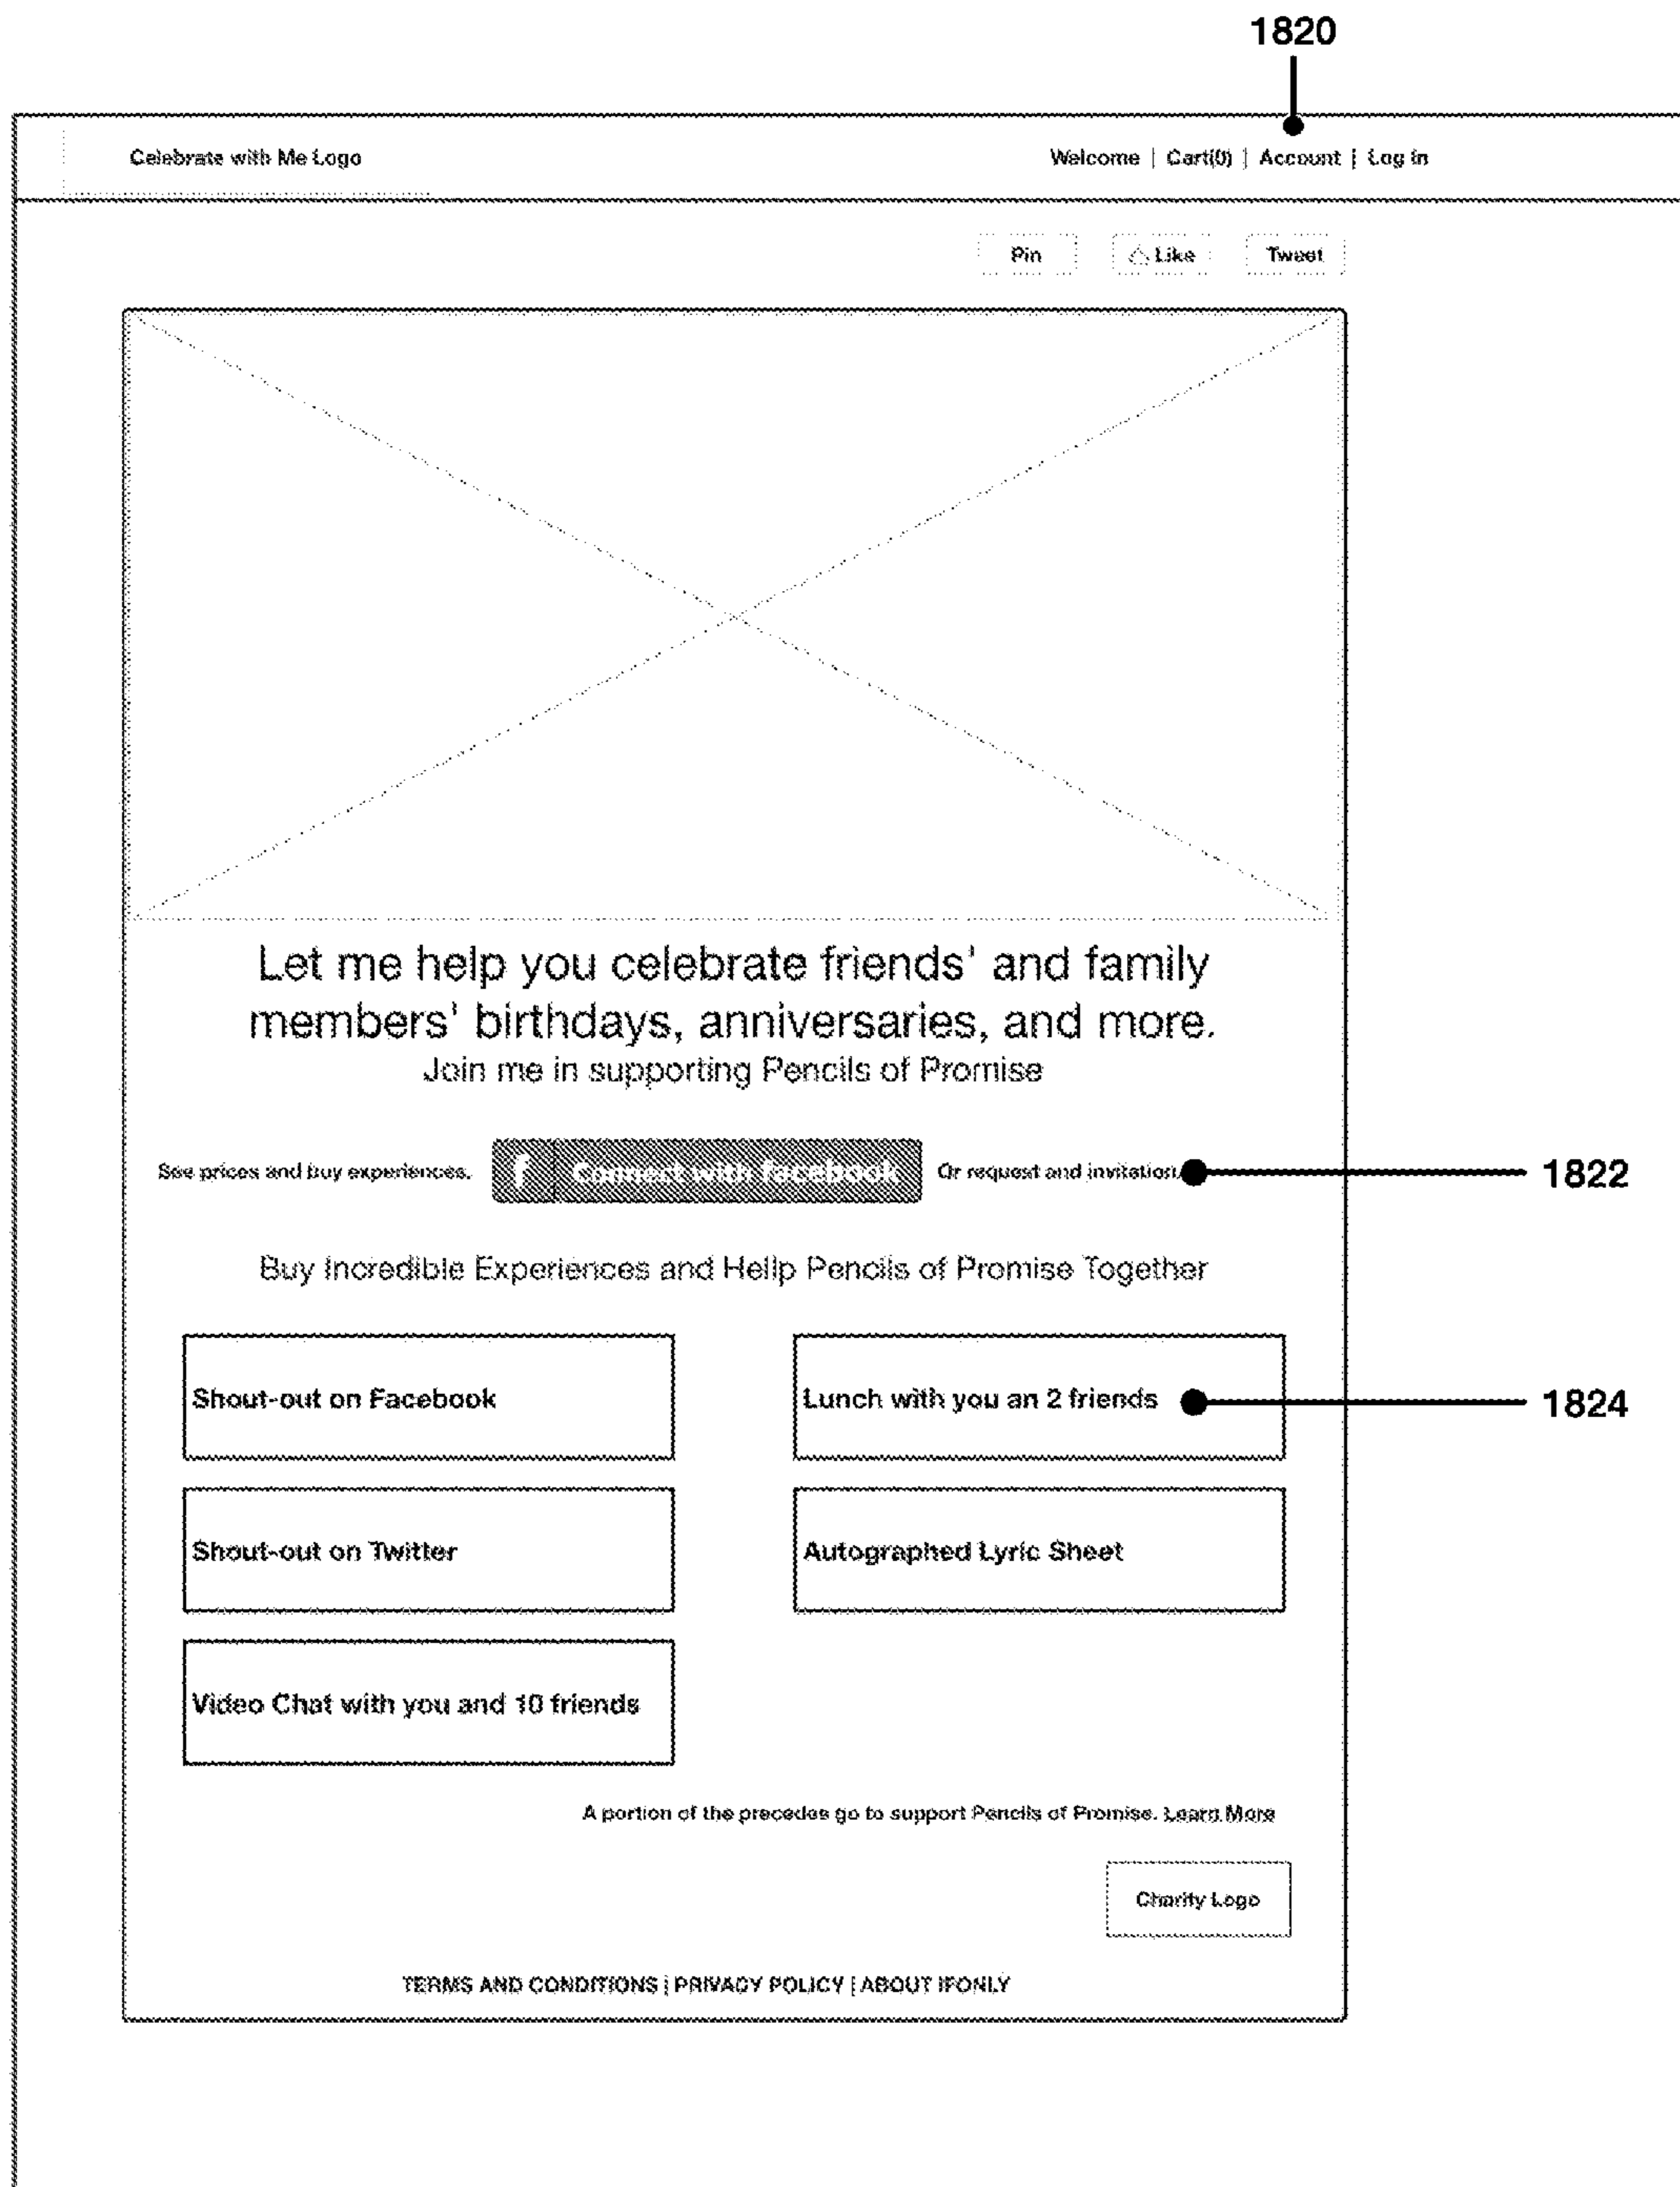 1820
Celebrate with Me Logo
Welcome | Cart(0) | Account | Log in
Pin
Like
Tweet
Let me help you celebrate friends' and family
members' birthdays, anniversaries, and more.
Join me in supporting Pencils of Promise
See prices and buy experiences.
f Connect with facebook
Or request and invitation.
1822
Buy Incredible Experiences and Hellp Pencils of Promise Together
Shout-out on Facebook
Lunch with you an 2 friends
1824
Shout-out on Twitter
Autographed Lyric Sheet
Video Chat with you and 10 friends
A portion of the precedes go to support Pencils of Promise. Learn More
Charity Logo
TERMS AND CONDITIONS | PRIVACY POLICY | ABOUT IFONLY